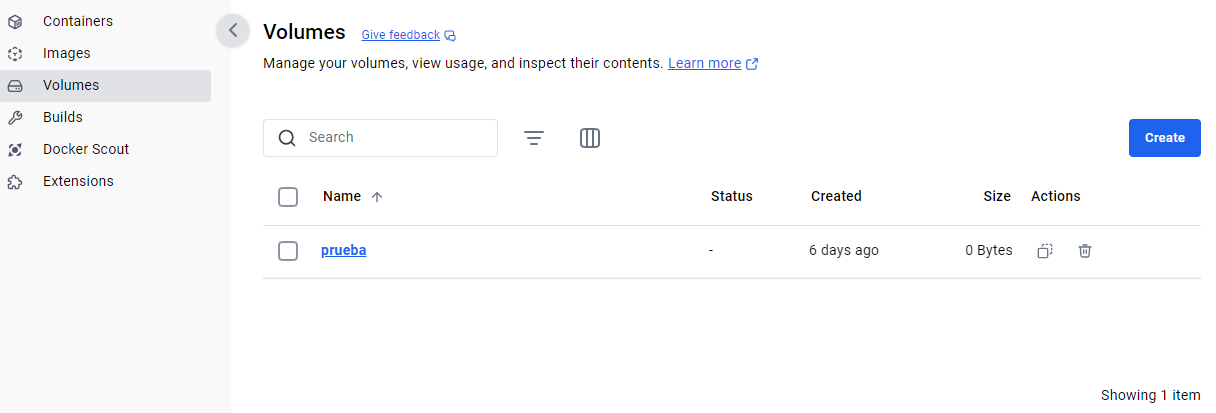 Containers
Images
Volumes
Builds
Docker Scout
Extensions
Volumes Give feedback
Manage your volumes, view usage, and inspect their contents. Learn more
Search
Create
Name Status Created Size Actions
prueba - 6 days ago 0 Bytes
Showing 1 item